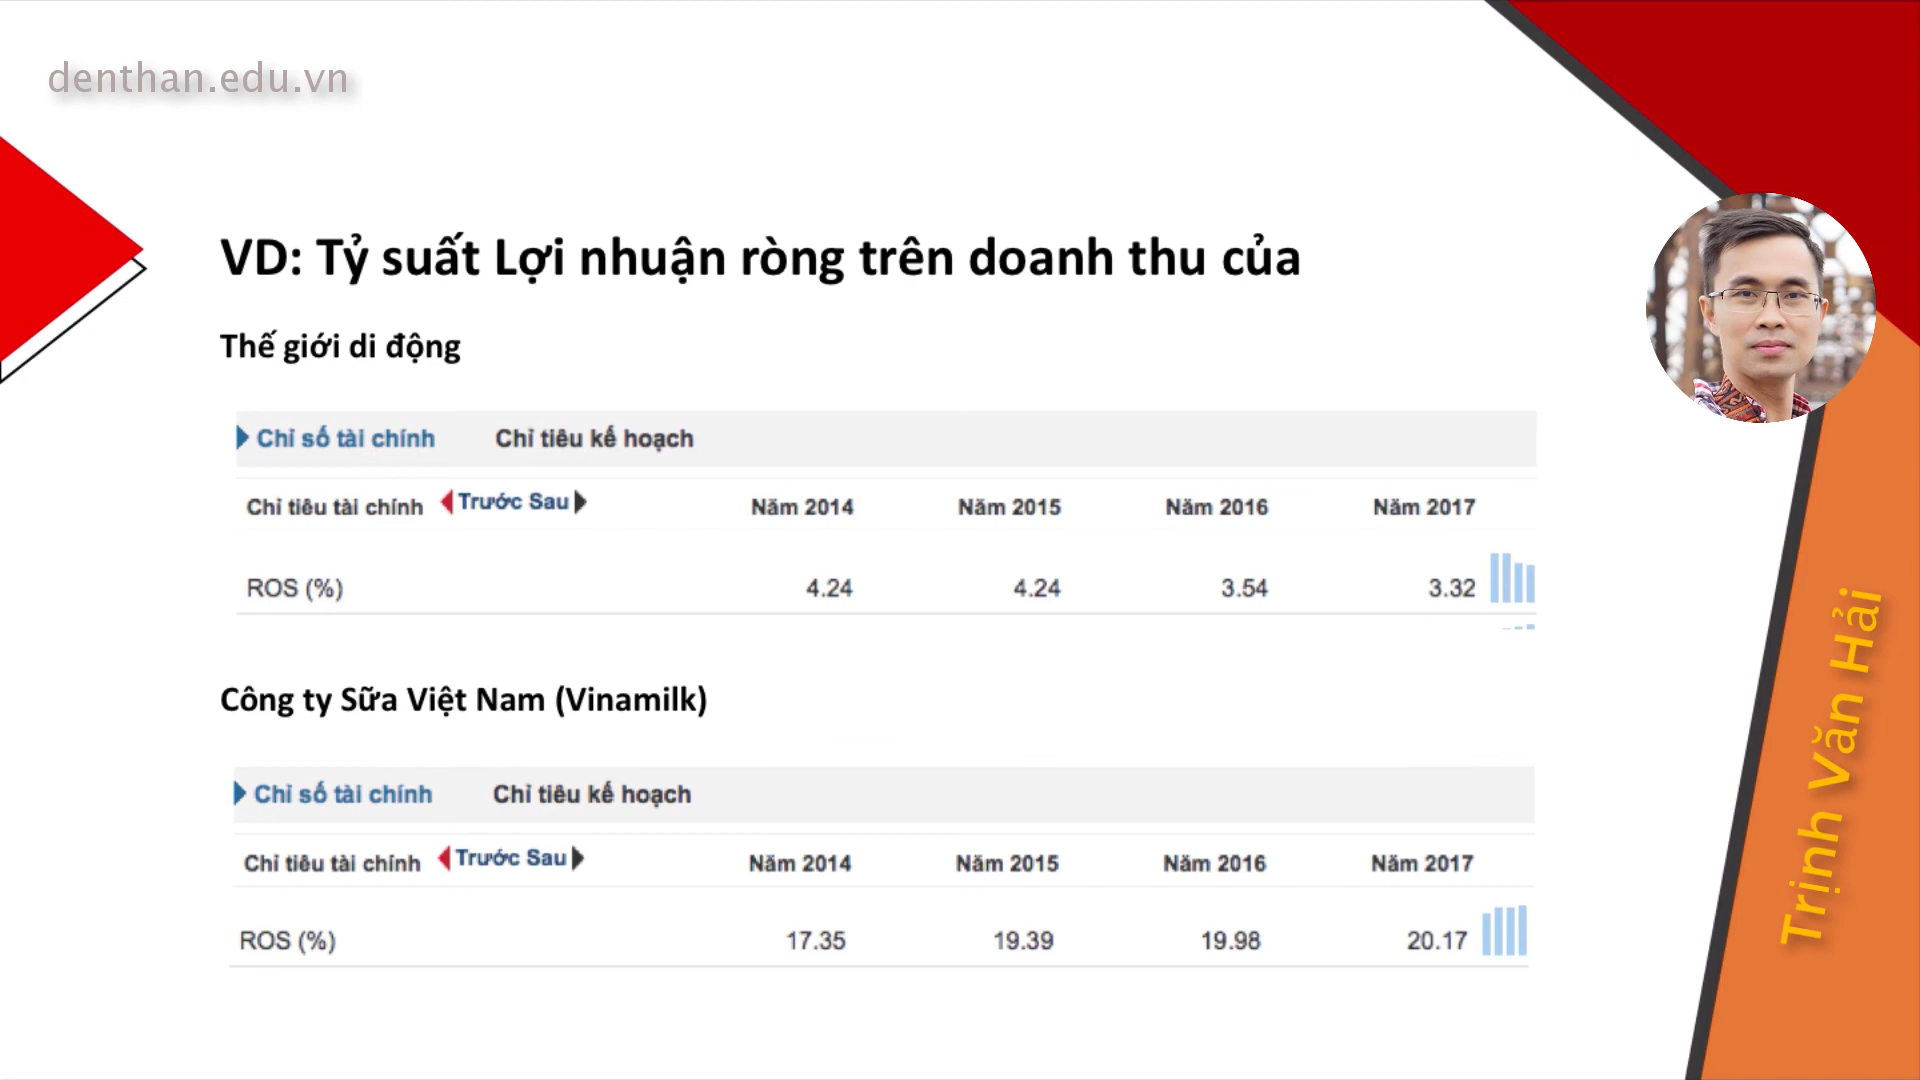 denthan.edu.vn
VD: Tỷ suất Lợi nhuận ròng trên doanh thu của
Thế giới di động
Chỉ số tài chính Chỉ tiêu kế hoạch
Chỉ tiêu tài chính Trước Sau Năm 2014 Năm 2015 Năm 2016 Năm 2017
ROS (%) 4.24 4.24 3.54 3.32
Công ty Sữa Việt Nam (Vinamilk)
Chỉ số tài chính Chỉ tiêu kế hoạch
Chỉ tiêu tài chính Trước Sau Năm 2014 Năm 2015 Năm 2016 Năm 2017
ROS (%) 17.35 19.39 19.98 20.17
Trịnh Văn Hải